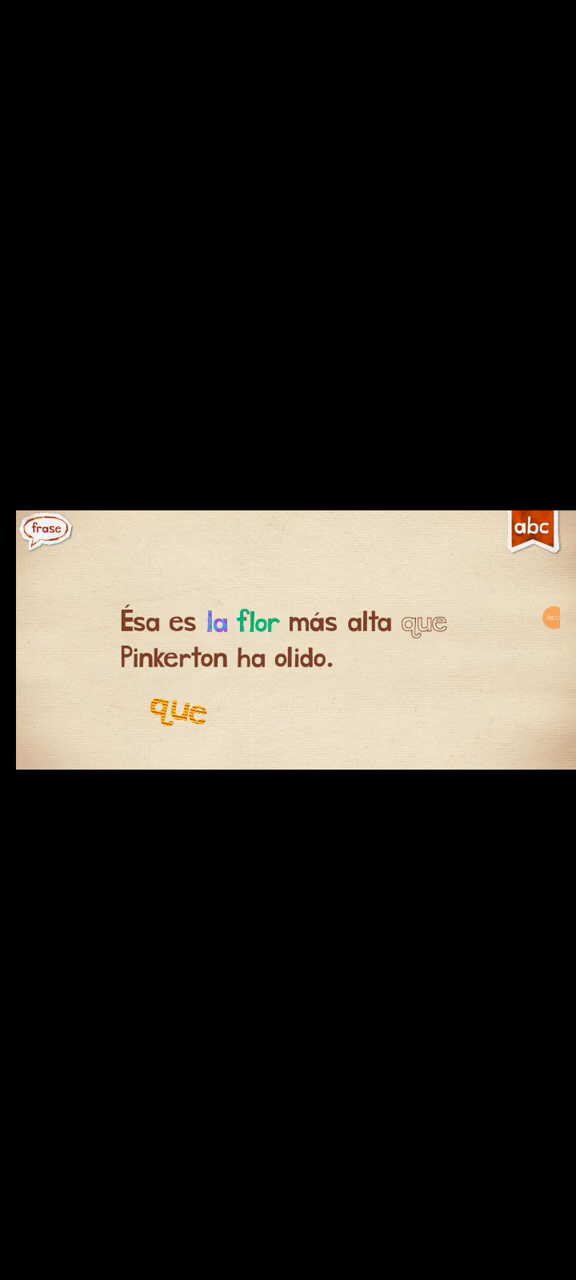 frase
abc
Ésa es la flor más alta que
Pinkerton ha olido.
que